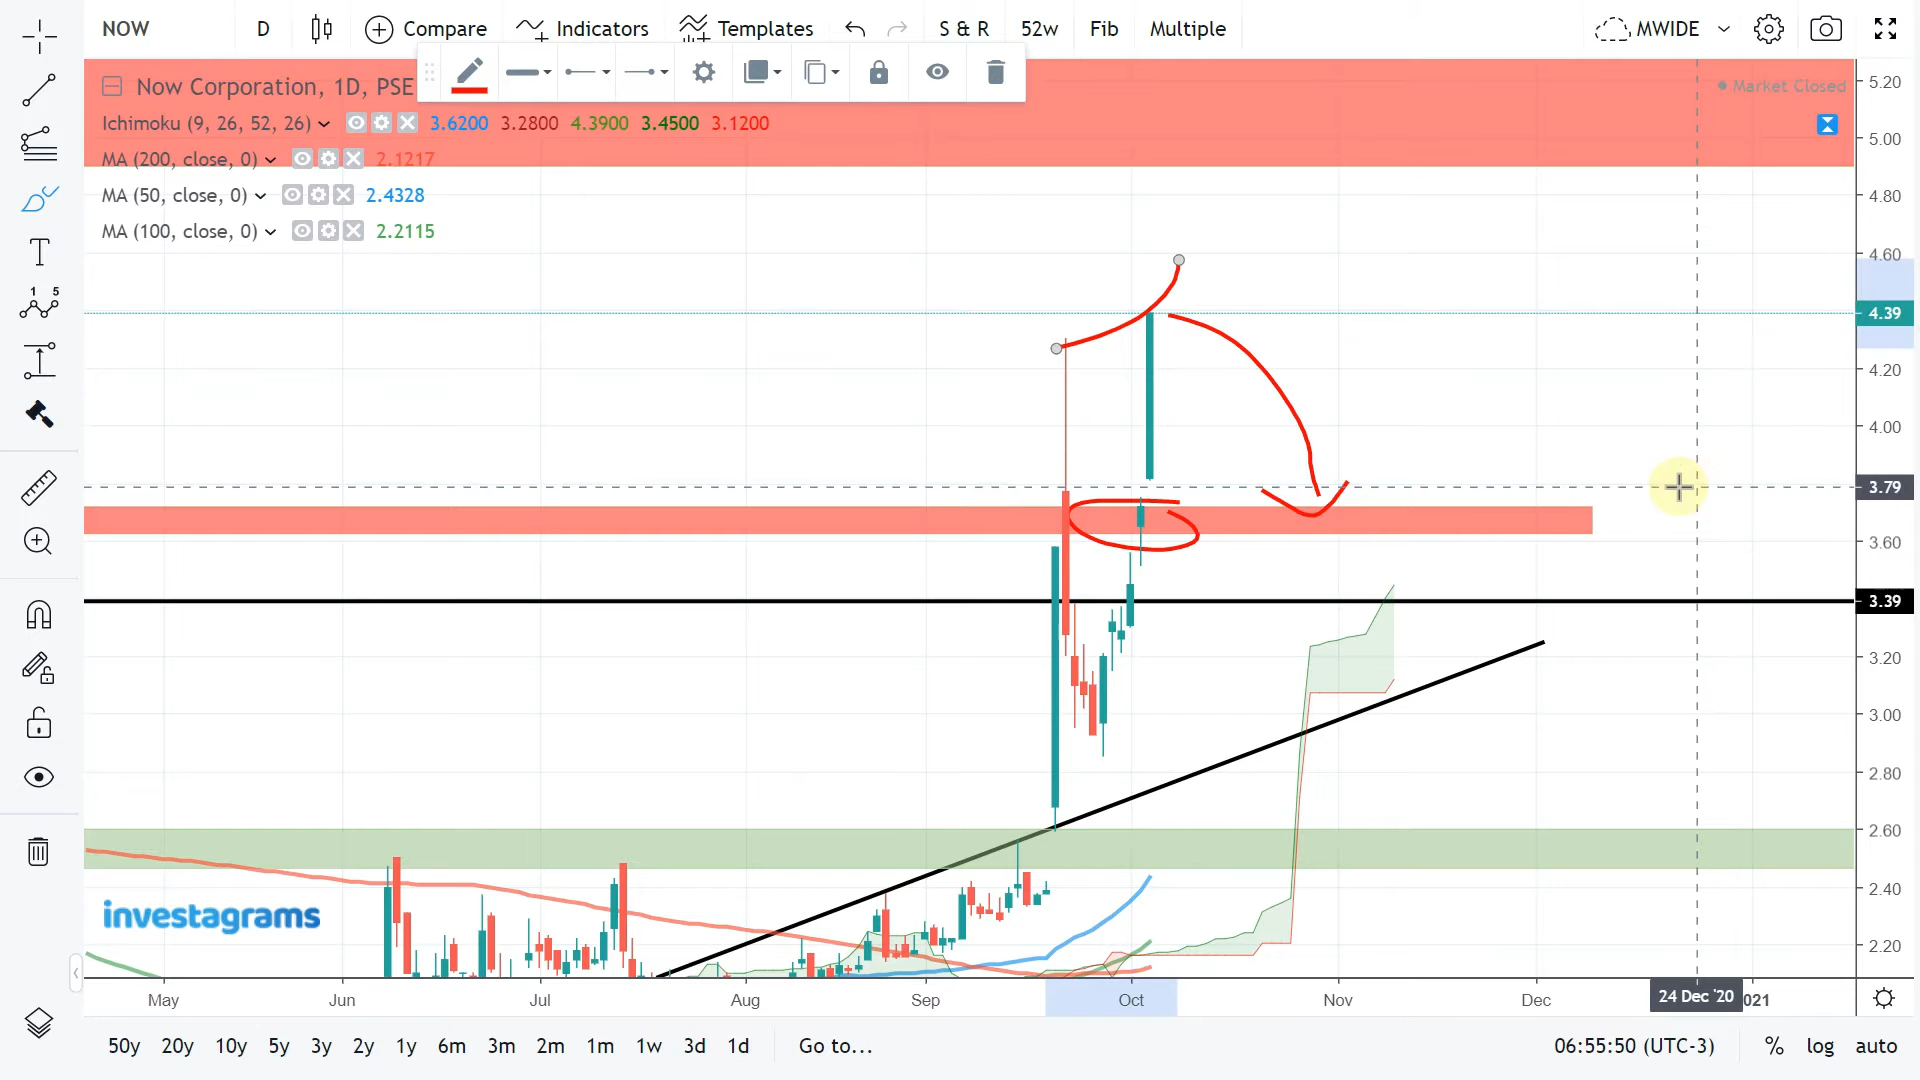 NOW D Compare Indicators Templates S & R 52w Fib Multiple MWIDE
Now Corporation, 1D, PSE
Market Closed
Ichimoku (9, 26, 52, 26) 3.6200 3.2800 4.3900 3.4500 3.1200
MA (200, close, 0) 2.1217
MA (50, close, 0) 2.4328
MA (100, close, 0) 2.2115
1 5
5.20
5.00
4.80
4.60
4.39
4.20
4.00
3.79
3.60
3.39
3.20
3.00
2.80
2.60
2.40
2.20
investagrams
May Jun Jul Aug Sep Oct Nov Dec 24 Dec '20 021
50y 20y 10y 5y 3y 2y 1y 6m 3m 2m 1m 1w 3d 1d Go to... 06:55:50 (UTC-3) % log auto